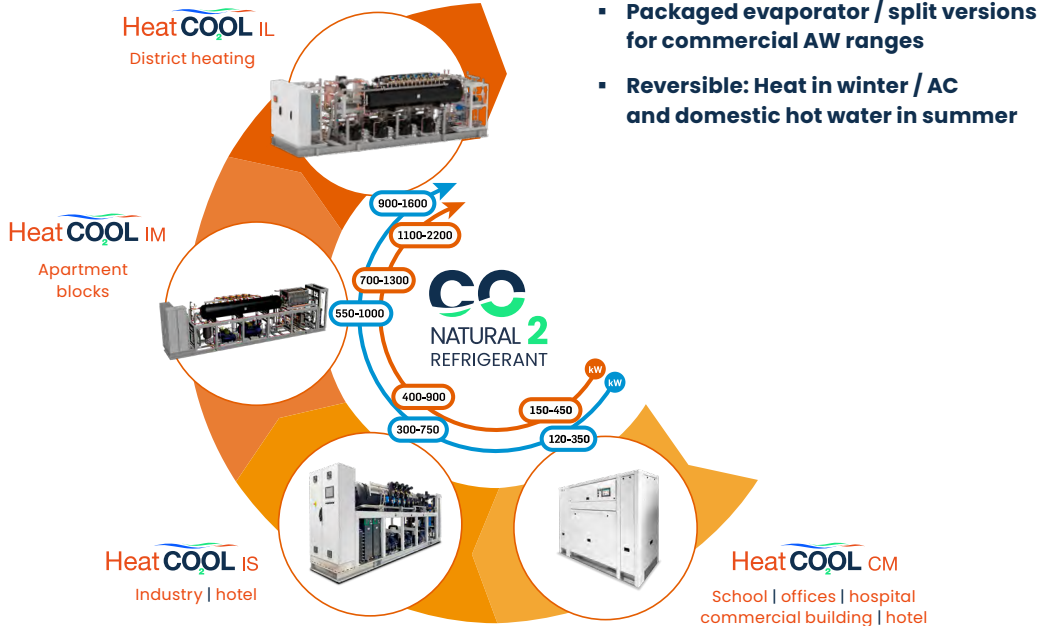 HeatCO2OL IL
District heating
▪ Packaged evaporator / split versions
for commercial AW ranges
▪ Reversible: Heat in winter / AC
and domestic hot water in summer
900-1600
1100-2200
HeatCO2OL IM
Apartment
blocks
700-1300
550-1000
CO2
NATURAL
REFRIGERANT
kW
kW
400-900
150-450
300-750
120-350
HeatCO2OL IS
Industry | hotel
HeatCO2OL CM
School | offices | hospital
commercial building | hotel